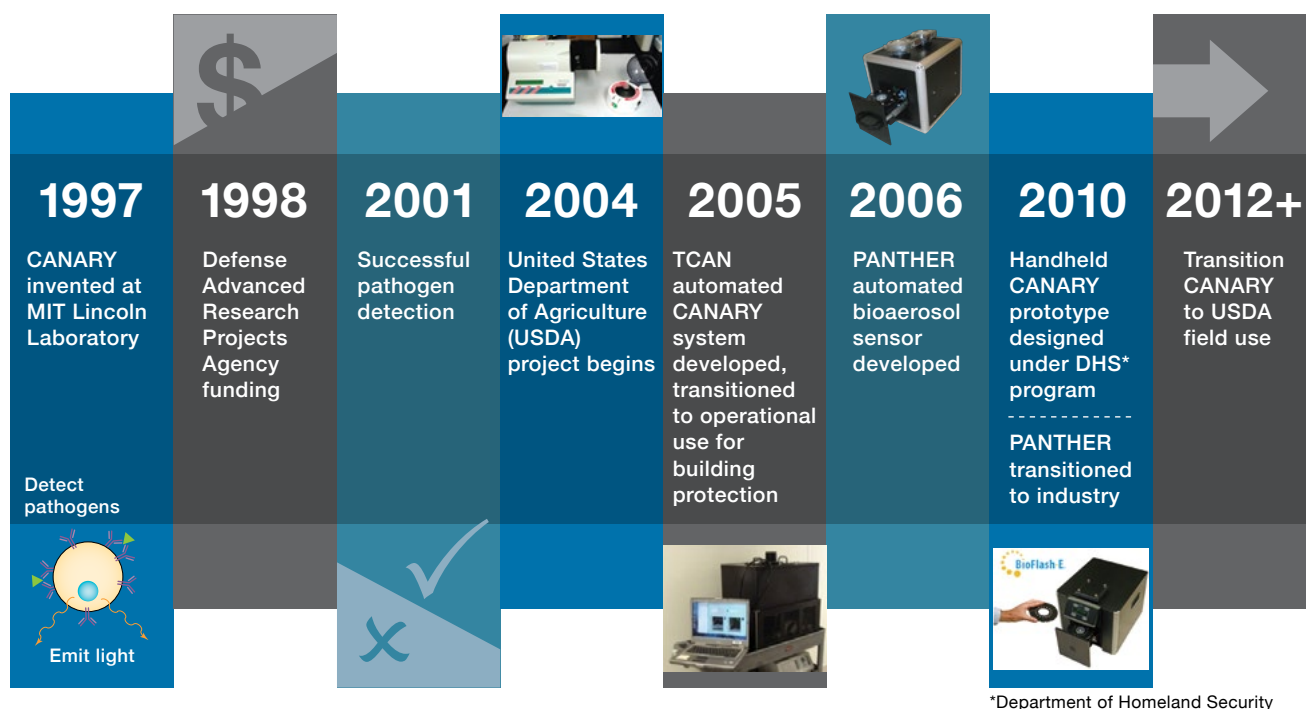 $
1997
CANARY
invented at
MIT Lincoln
Laboratory
Detect
pathogens
Emit light
1998
Defense
Advanced
Research
Projects
Agency
funding
2001
Successful
pathogen
detection
2004
United States
Department
of Agriculture
(USDA)
project begins
2005
TCAN
automated
CANARY
system
developed,
transitioned
to operational
use for
building
protection
2006
PANTHER
automated
bioaerosol
sensor
developed
2010
Handheld
CANARY
prototype
designed
under DHS*
program
PANTHER
transitioned
to industry
BioFlash E
2012+
Transition
CANARY
to USDA
field use
*Department of Homeland Security